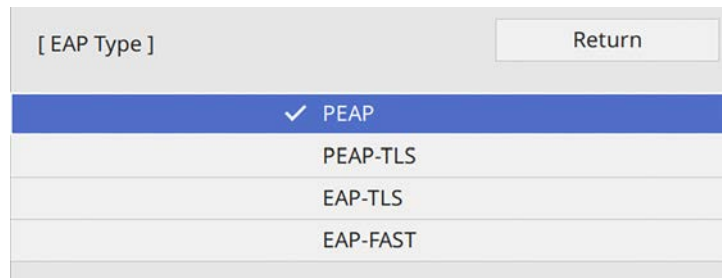 [ EAP Type ]
Return
PEAP
PEAP-TLS
EAP-TLS
EAP-FAST